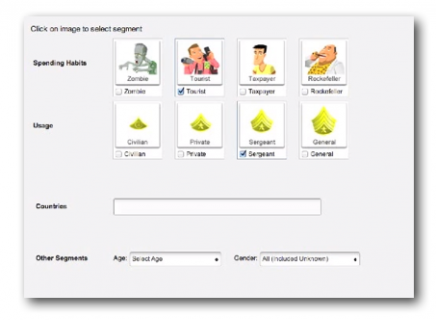 Click on image to select segment
Spending Habits
Zombie Tourist Taxpayer Rockefeller
Zombie Tourist Taxpayer Rockefeller
Usage
Civilian Private Sergeant General
Civilian Private Sergeant General
Countries
Other Segments Age: Select Age Gender: All (Included Unknown)